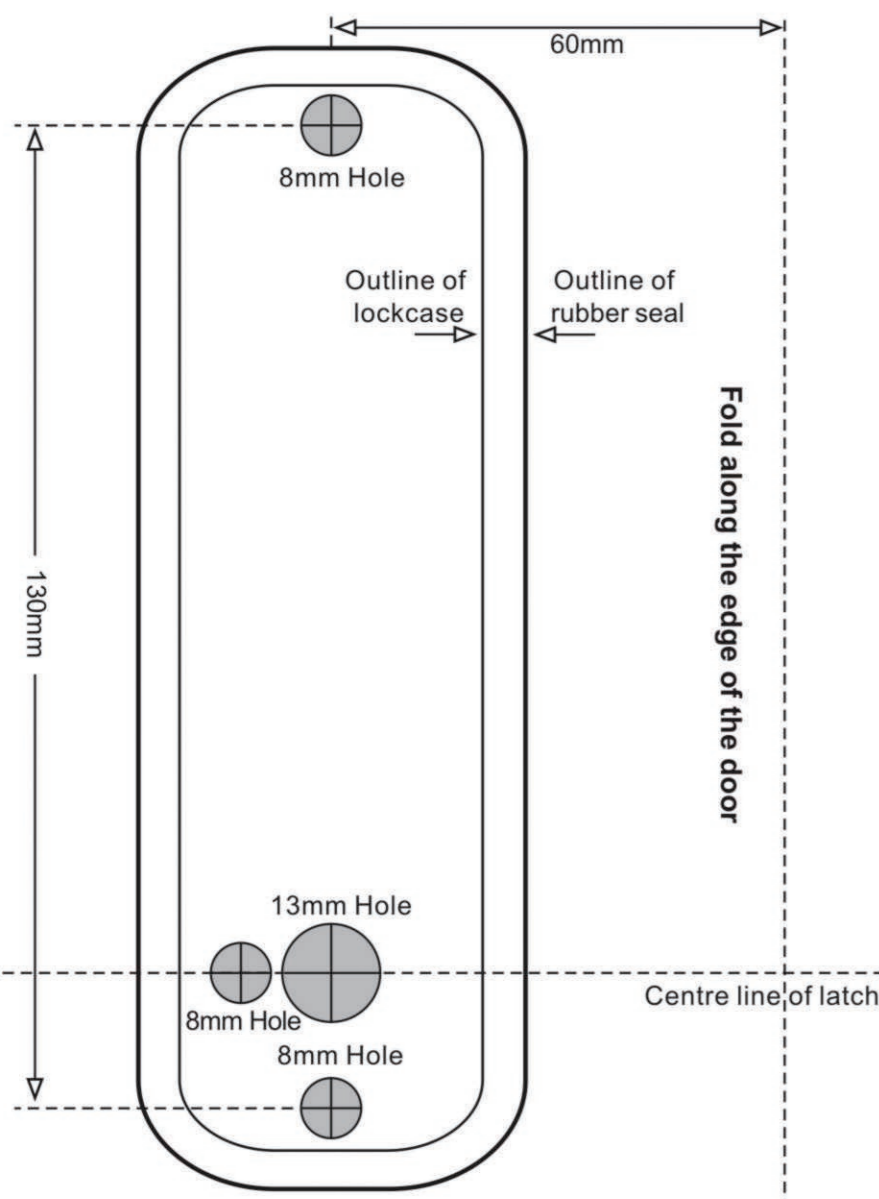 60mm
8mm Hole
Outline of
lockcase
Outline of
rubber seal
Fold along the edge of the door
130mm
13mm Hole
8mm Hole
Centre line of latch
8mm Hole